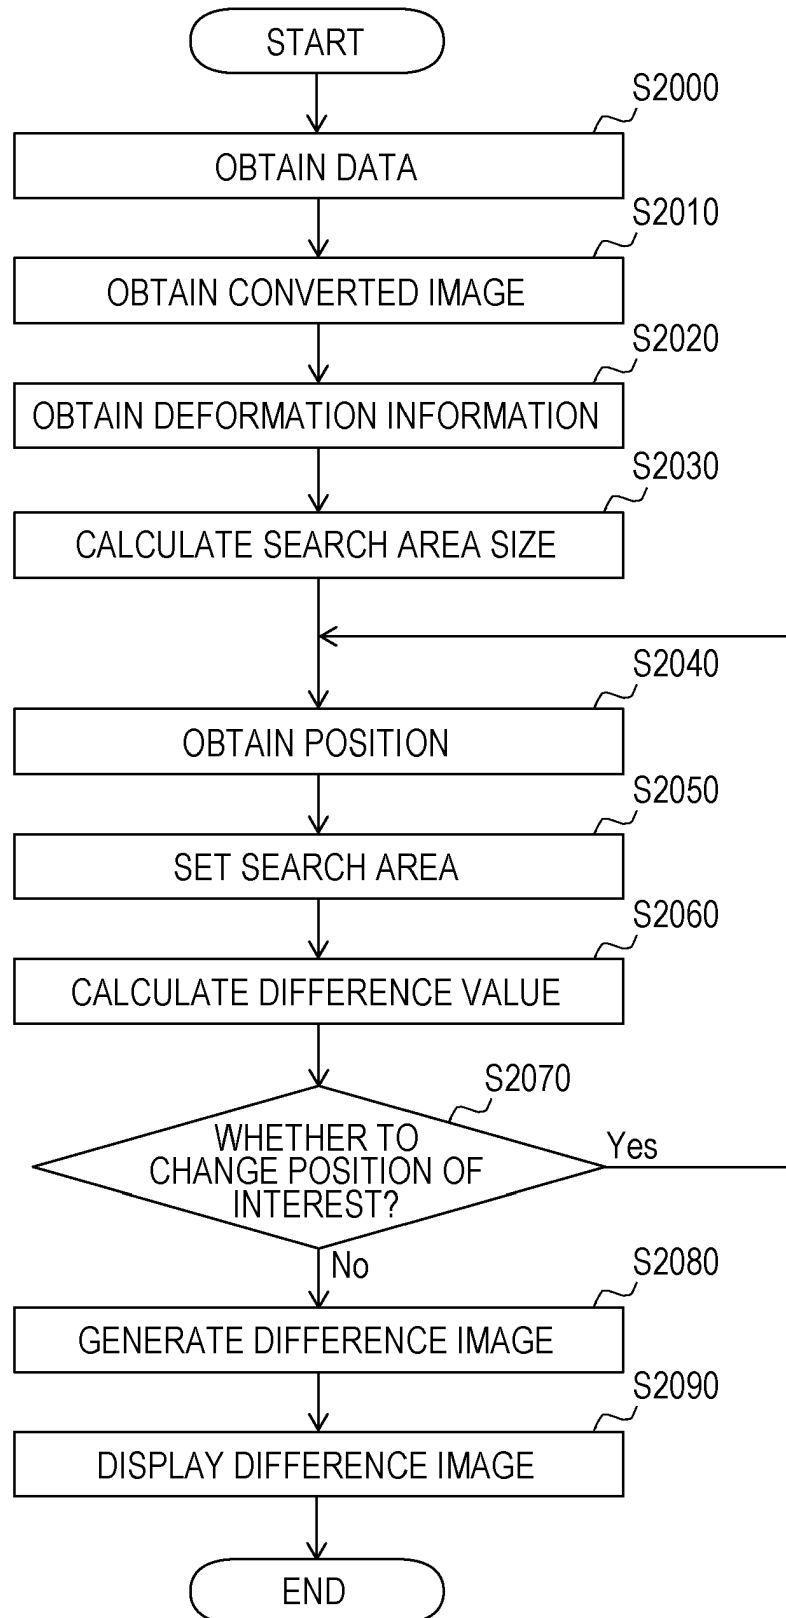 START
S2000
OBTAIN DATA
S2010
OBTAIN CONVERTED IMAGE
S2020
OBTAIN DEFORMATION INFORMATION
S2030
CALCULATE SEARCH AREA SIZE
S2040
OBTAIN POSITION
S2050
SET SEARCH AREA
S2060
CALCULATE DIFFERENCE VALUE
S2070
WHETHER TO
CHANGE POSITION OF
INTEREST?
Yes
No
S2080
GENERATE DIFFERENCE IMAGE
S2090
DISPLAY DIFFERENCE IMAGE
END